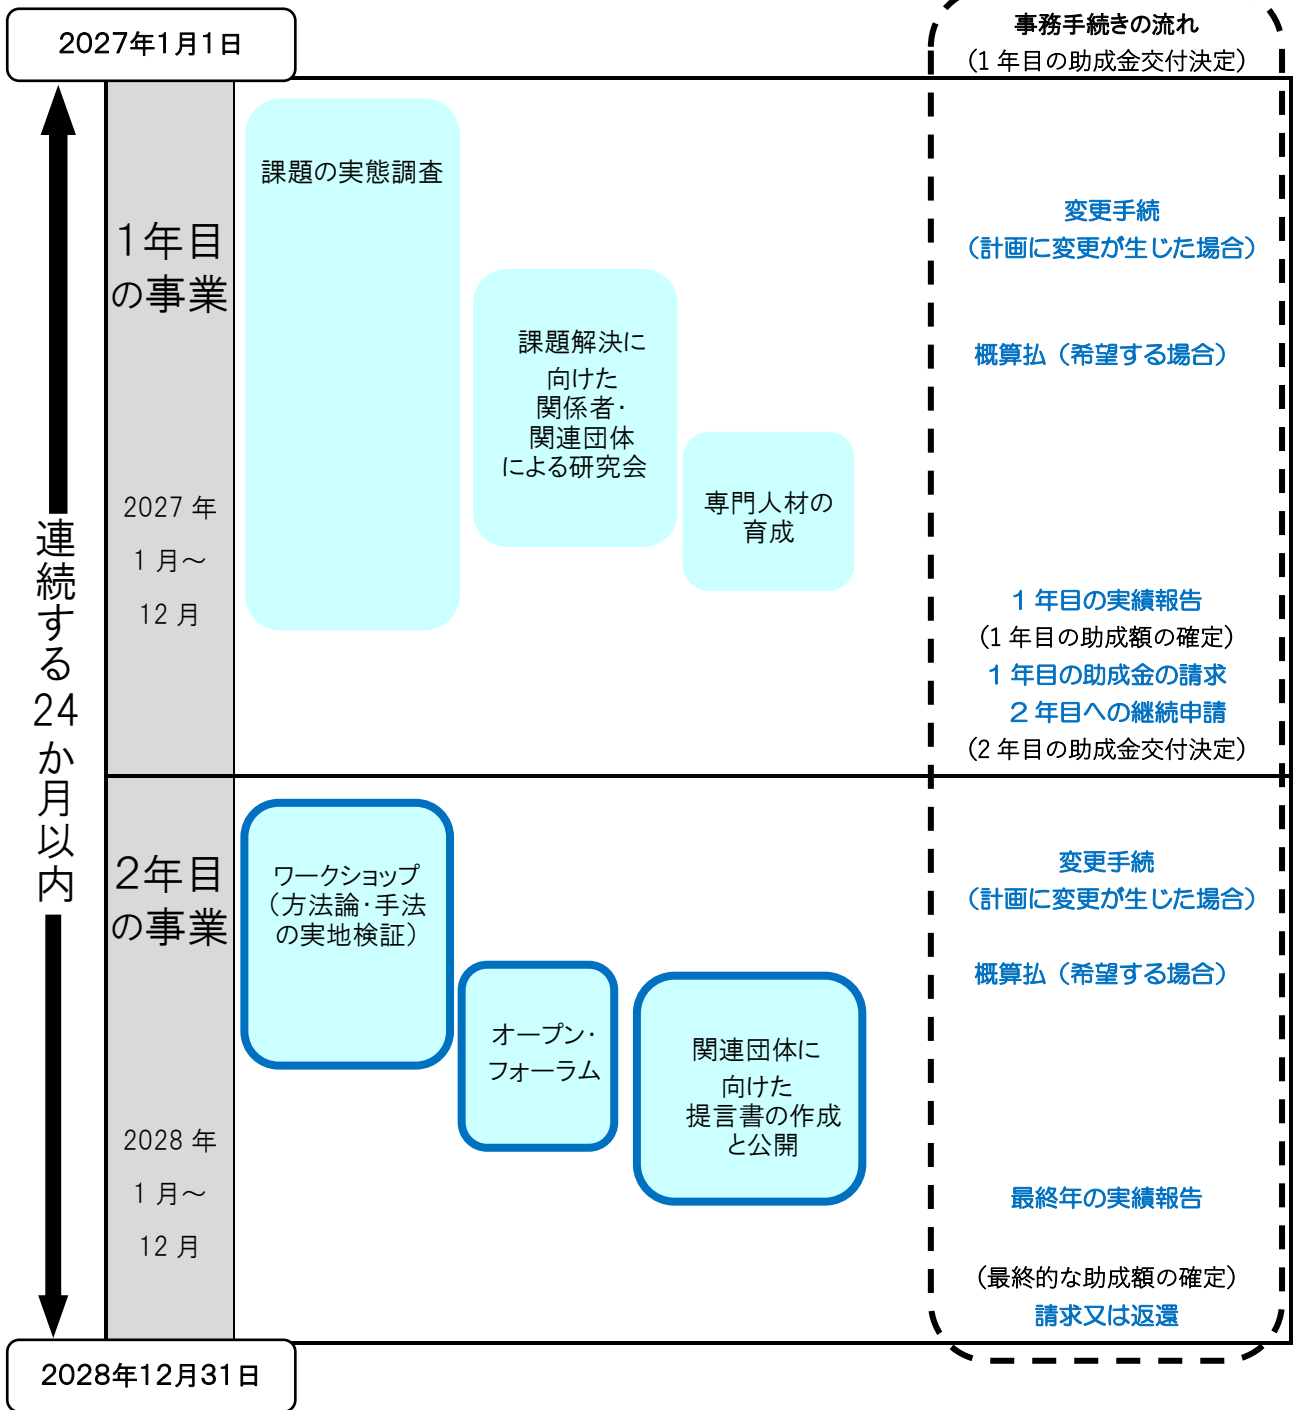 2027年1月1日
事務手続きの流れ
(1年目の助成金交付決定)
連続する24か月以内
1年目
の事業
2027年
1月～
12月
課題の実態調査
課題解決に
向けた
関係者・
関連団体
による研究会
専門人材の
育成
変更手続
（計画に変更が生じた場合）
概算払（希望する場合）
1年目の実績報告
(1年目の助成額の確定)
1年目の助成金の請求
2年目への継続申請
(2年目の助成金交付決定)
2年目
の事業
2028年
1月～
12月
ワークショップ
（方法論・手法
の実地検証）
オープン・
フォーラム
関連団体に
向けた
提言書の作成
と公開
変更手続
（計画に変更が生じた場合）
概算払（希望する場合）
最終年の実績報告
(最終的な助成額の確定)
請求又は返還
2028年12月31日